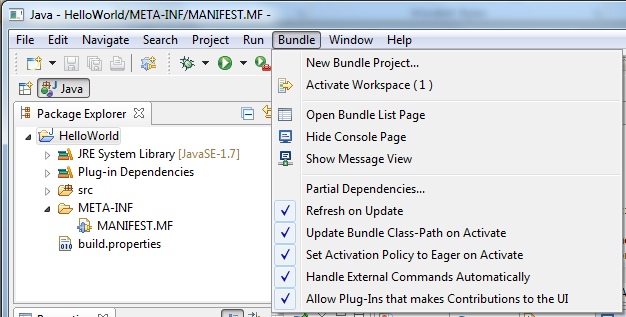 Java - HelloWorld/META-INF/MANIFEST.MF -
File Edit Navigate Search Project Run Bundle Window Help
Java
Package Explorer
HelloWorld
JRE System Library [JavaSE-1.7]
Plug-in Dependencies
src
META-INF
MANIFEST.MF
build.properties
New Bundle Project...
Activate Workspace ( 1 )
Open Bundle List Page
Hide Console Page
Show Message View
Partial Dependencies...
Refresh on Update
Update Bundle Class-Path on Activate
Set Activation Policy to Eager on Activate
Handle External Commands Automatically
Allow Plug-Ins that makes Contributions to the UI